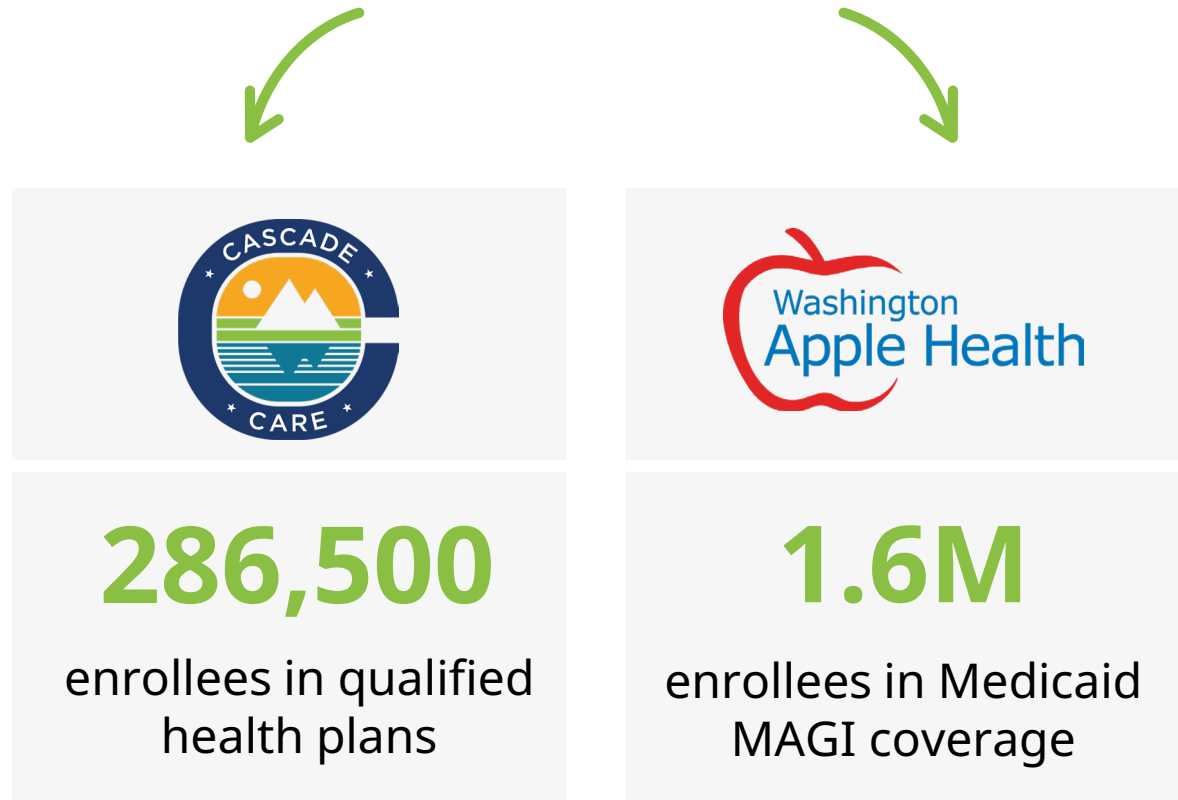 CASCADE
CARE
Washington
Apple Health
286,500
enrollees in qualified
health plans
1.6M
enrollees in Medicaid
MAGI coverage